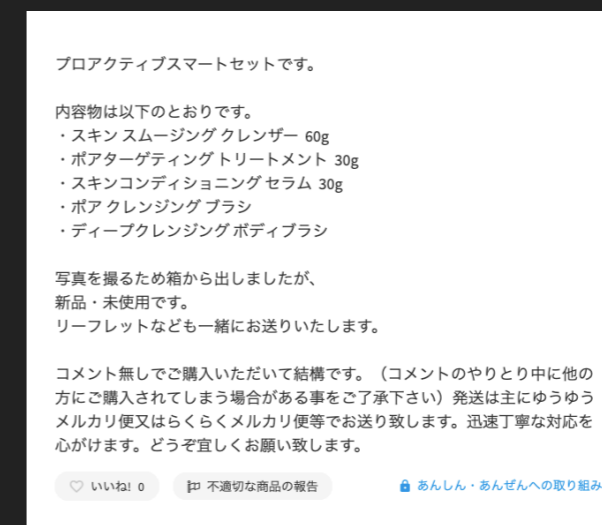 プロアクティブスマートセットです。
内容物は以下のとおりです。
・スキン スムージング クレンザー 60g
・ポアターゲティング トリートメント 30g
・スキンコンディショニング セラム 30g
・ポア クレンジング ブラシ
・ディープクレンジング ボディブラシ
写真を撮るため箱から出しましたが、
新品・未使用です。
リーフレットなども一緒にお送りいたします。
コメント無しでご購入いただいて結構です。（コメントのやりとり中に他の
方にご購入されてしまう場合がある事をご了承下さい）発送は主にゆうゆう
メルカリ便又はらくらくメルカリ便等でお送り致します。迅速丁寧な対応を
心がけます。どうぞ宜しくお願い致します。
いいね! 0 不適切な商品の報告 あんしん・あんぜんへの取り組み